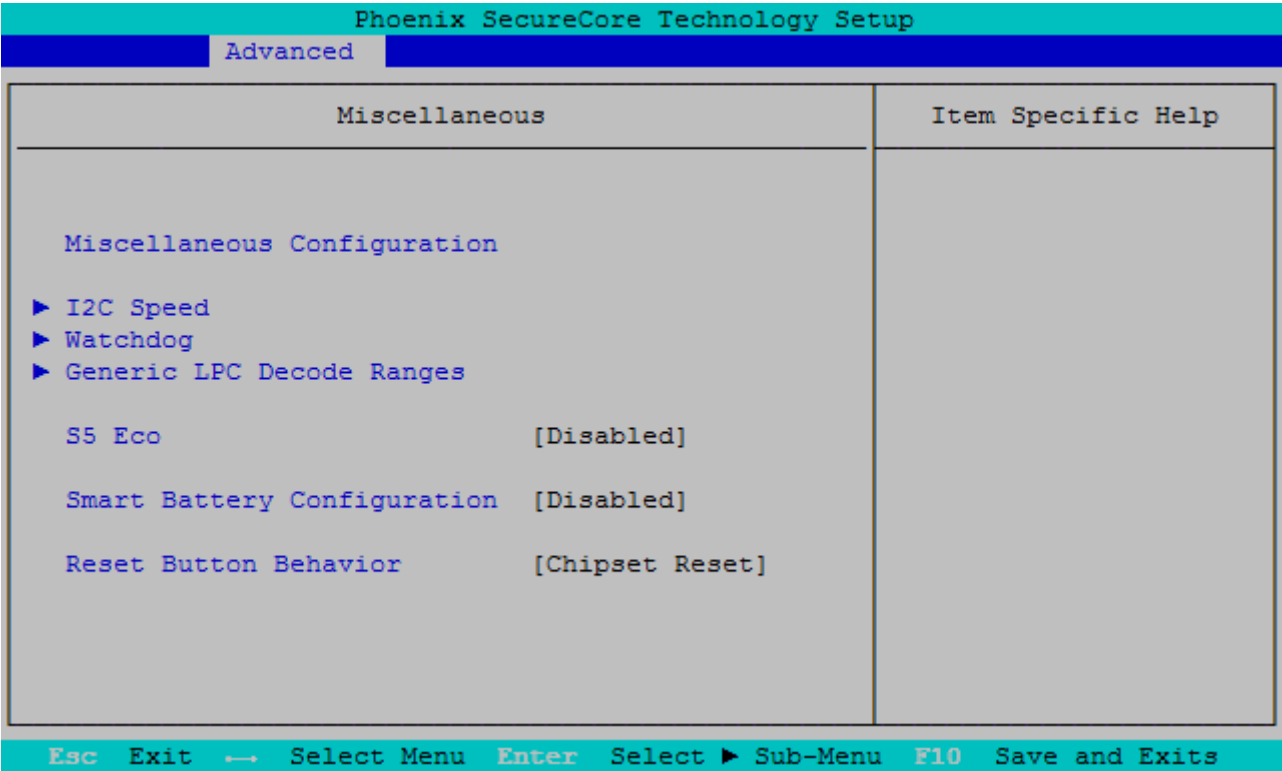 Phoenix SecureCore Technology Setup
Advanced
Miscellaneous
Item Specific Help
Miscellaneous Configuration
► I2C Speed
► Watchdog
► Generic LPC Decode Ranges
S5 Eco [Disabled]
Smart Battery Configuration [Disabled]
Reset Button Behavior [Chipset Reset]
Esc Exit ←→ Select Menu Enter Select ► Sub-Menu F10 Save and Exits